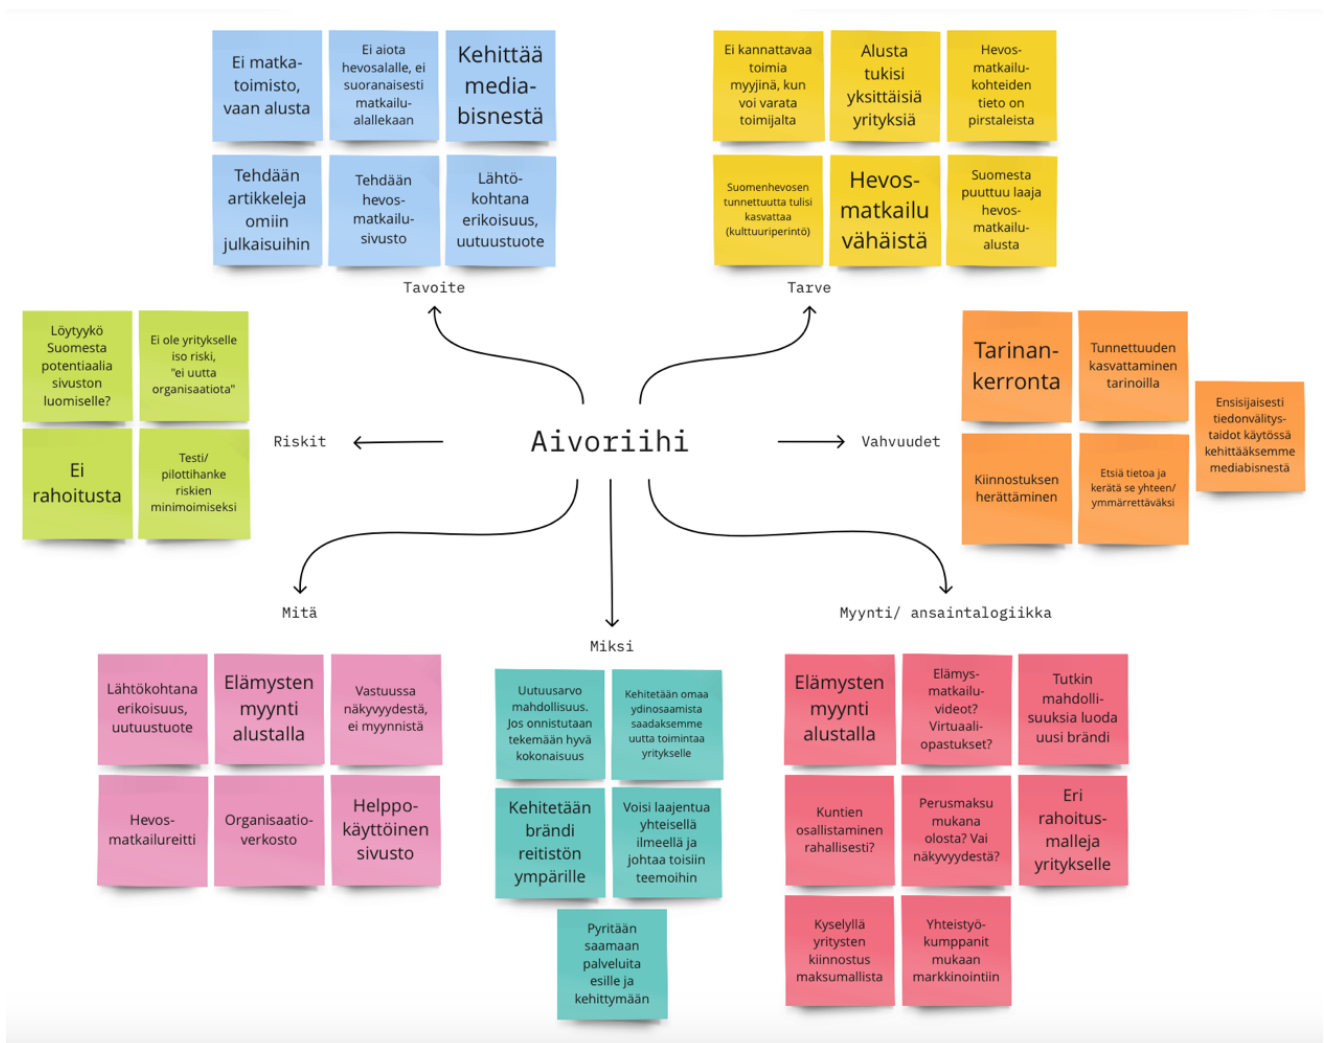 Ei matka-
toimisto,
vaan alusta
Ei aiota
hevosalalle, ei
suoranaisesti
matkailu-
alallekaan
Kehittää
media-
bisnestä
Tehdään
artikkeleja
omiin
julkaisuihin
Tehdään
hevos-
matkailu-
sivusto
Lähtö-
kohtana
erikoisuus,
uutuustuote
Tavoite
Ei kannattavaa
toimia
myyjinä, kun
voi varata
toimijalta
Alusta
tukisi
yksittäisiä
yrityksiä
Hevos-
matkailu-
kohteiden
tieto on
pirstaleista
Suomenhevosen
tunnettuutta tulisi
kasvattaa
(kulttuuriperintö)
Hevos-
matkailu
vähäistä
Suomesta
puuttuu laaja
hevos-
matkailu-
alusta
Tarve
Löytyykö
Suomesta
potentiaalia
sivuston
luomiselle?
Ei ole yritykselle
iso riski,
"ei uutta
organisaatiota"
Ei
rahoitusta
Testi/
pilottihanke
riskien
minimoimiseksi
Riskit
Aivoriihi
Vahvuudet
Tarinan-
kerronta
Tunnettuuden
kasvattaminen
tarinoilla
Ensisijaisesti
tiedonvälitys-
taidot käytössä
kehittääksemme
mediabisnestä
Kiinnostuksen
herättäminen
Etsiä tietoa ja
kerätä se yhteen/
ymmärrettäväksi
Mitä
Lähtökohtana
erikoisuus,
uutuustuote
Elämysten
myynti
alustalla
Vastuussa
näkyvyydestä,
ei myynnistä
Hevos-
matkailureitti
Organisaatio-
verkosto
Helppo-
käyttöinen
sivusto
Miksi
Uutuusarvo
mahdollisuus.
Jos onnistutaan
tekemään hyvä
kokonaisuus
Kehitetään omaa
ydinosaamista
saadaksemme
uutta toimintaa
yritykselle
Kehitetään
brändi
reitistön
ympärille
Voisi laajentua
yhteisellä
ilmeellä ja
johtaa toisiin
teemoihin
Pyritään
saamaan
palveluita
esille ja
kehittymään
Myynti/ ansaintalogiikka
Elämysten
myynti
alustalla
Elämys-
matkailu-
videot?
Virtuaali-
opastukset?
Tutkin
mahdolli-
suuksia luoda
uusi brändi
Kuntien
osallistaminen
rahallisesti?
Perusmaksu
mukana
olosta? Vai
näkyvyydestä?
Eri
rahoitus-
malleja
yritykselle
Kyselyllä
yritysten
kiinnostus
maksumallista
Yhteistyö-
kumppanit
mukaan
markkinointiin